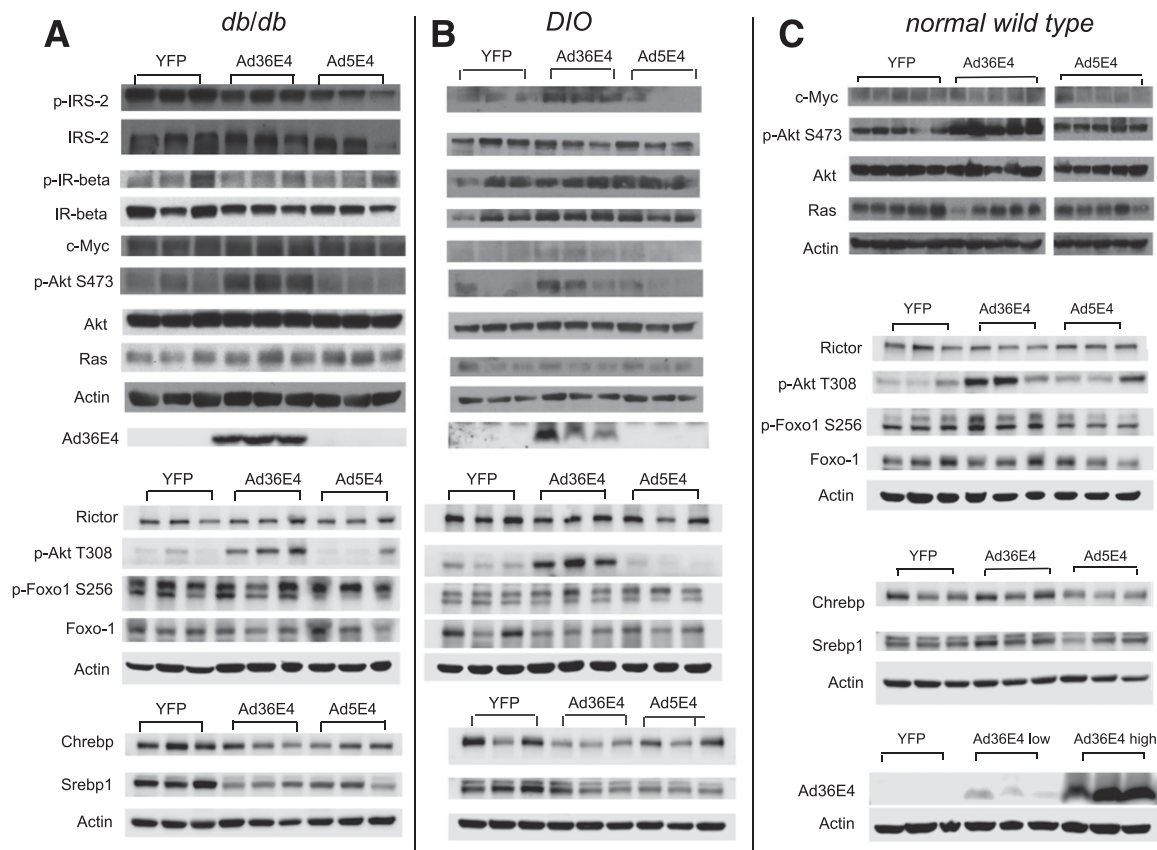 A
db/db
YFP Ad36E4 Ad5E4
p-IRS-2
IRS-2
p-IR-beta
IR-beta
c-Myc
p-Akt S473
Akt
Ras
Actin
Ad36E4
YFP Ad36E4 Ad5E4
Rictor
p-Akt T308
p-Foxo1 S256
Foxo-1
Actin
YFP Ad36E4 Ad5E4
Chrebp
Srebp1
Actin
B
DIO
YFP Ad36E4 Ad5E4
YFP Ad36E4 Ad5E4
YFP Ad36E4 Ad5E4
C
normal wild type
YFP Ad36E4 Ad5E4
c-Myc
p-Akt S473
Akt
Ras
Actin
YFP Ad36E4 Ad5E4
Rictor
p-Akt T308
p-Foxo1 S256
Foxo-1
Actin
YFP Ad36E4 Ad5E4
Chrebp
Srebp1
Actin
YFP Ad36E4 low Ad36E4 high
Ad36E4
Actin